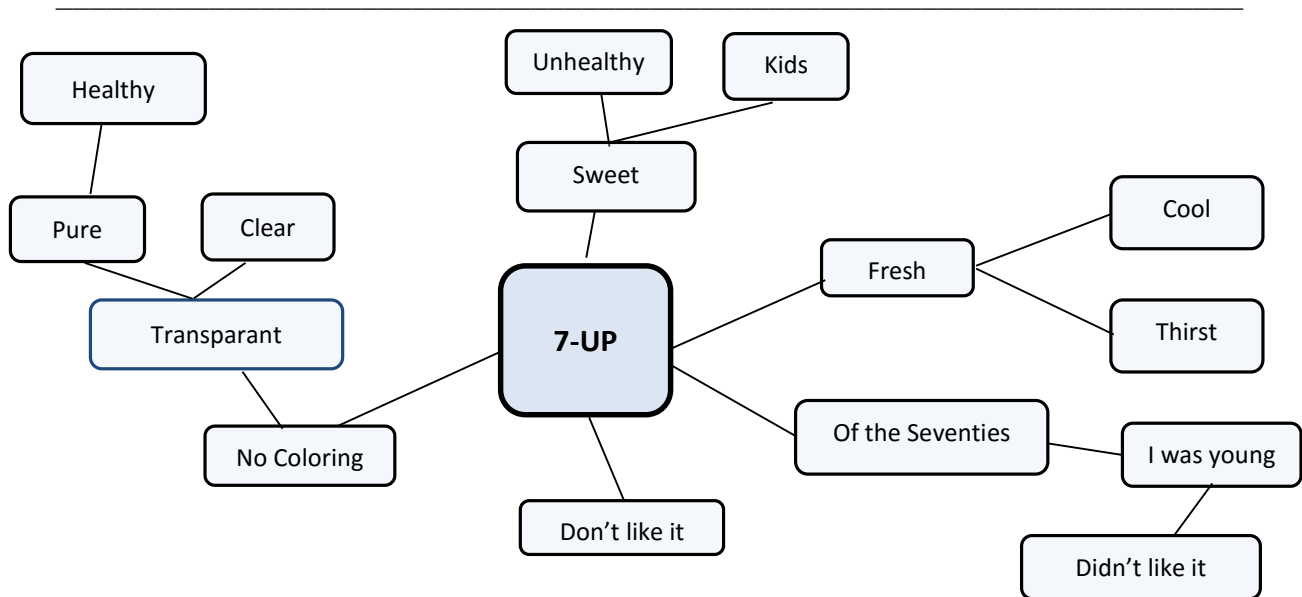 Unhealthy
Kids
Healthy
Sweet
Pure
Clear
Cool
Fresh
Transparant
7-UP
Thirst
No Coloring
Of the Seventies
I was young
Don’t like it
Didn’t like it